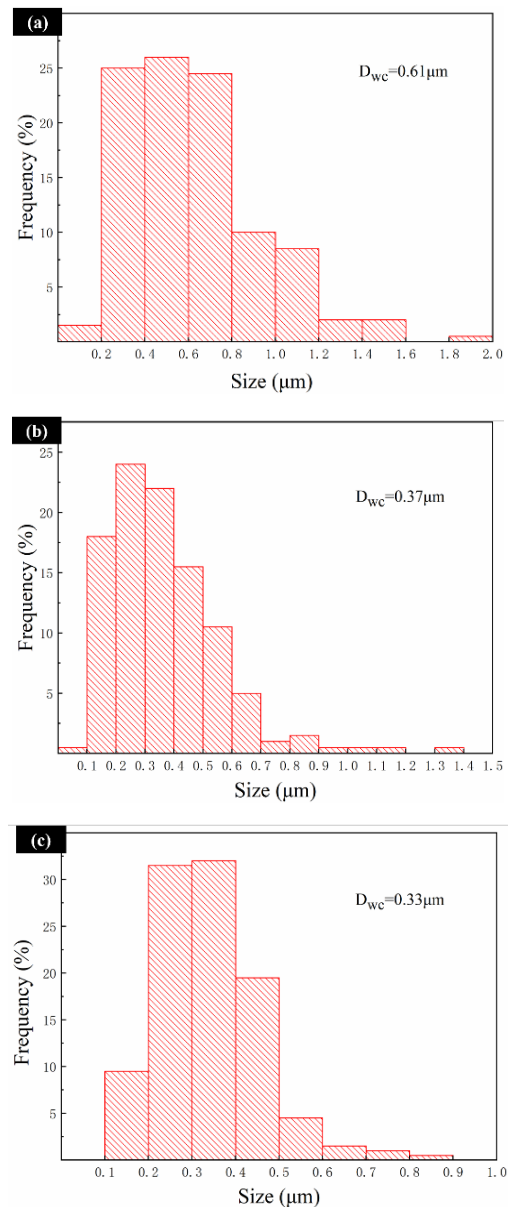 (a)
25
20
15
10
5
Frequency (%)
D_wc=0.61μm
0.2 0.4 0.6 0.8 1.0 1.2 1.4 1.6 1.8 2.0
Size (μm)
(b)
25
20
15
10
5
Frequency (%)
D_wc=0.37μm
0.1 0.2 0.3 0.4 0.5 0.6 0.7 0.8 0.9 1.0 1.1 1.2 1.3 1.4 1.5
Size (μm)
(c)
30
20
10
5
Frequency (%)
D_wc=0.33μm
0.1 0.2 0.3 0.4 0.5 0.6 0.7 0.8 0.9 1.0
Size (μm)